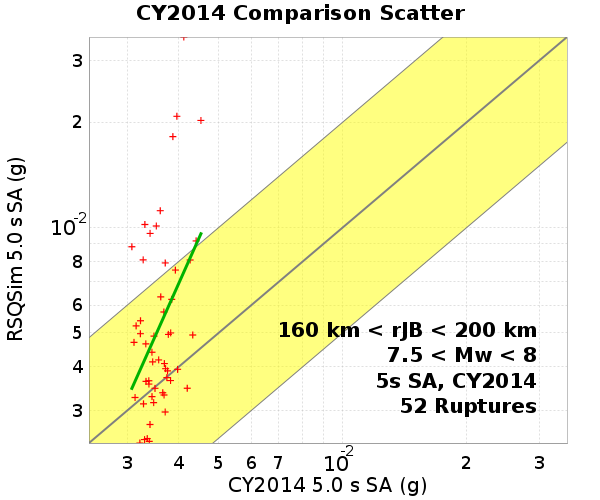 CY2014 Comparison Scatter
RSQSim 5.0 s SA (g)
3
2
10-2
8
6
5
4
3
160 km < rJB < 200 km
7.5 < Mw < 8
5s SA, CY2014
52 Ruptures
3 4 5 6 7 10-2 2 3
CY2014 5.0 s SA (g)